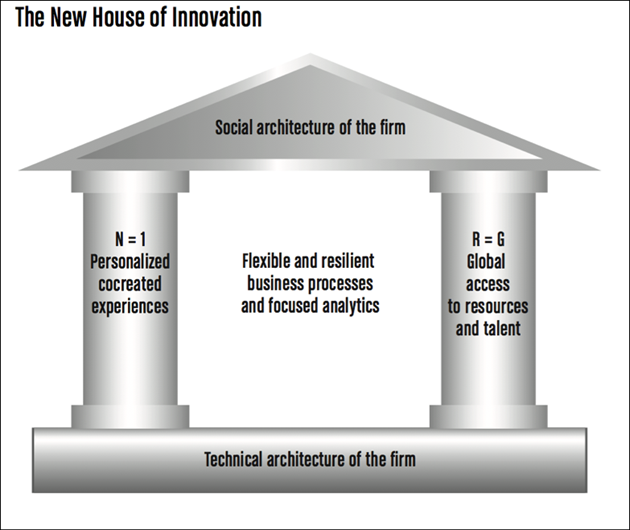 The New House of Innovation
Social architecture of the firm
N = 1
Personalized
cocreated
experiences
Flexible and resilient
business processes
and focused analytics
R = G
Global
access
to resources
and talent
Technical architecture of the firm